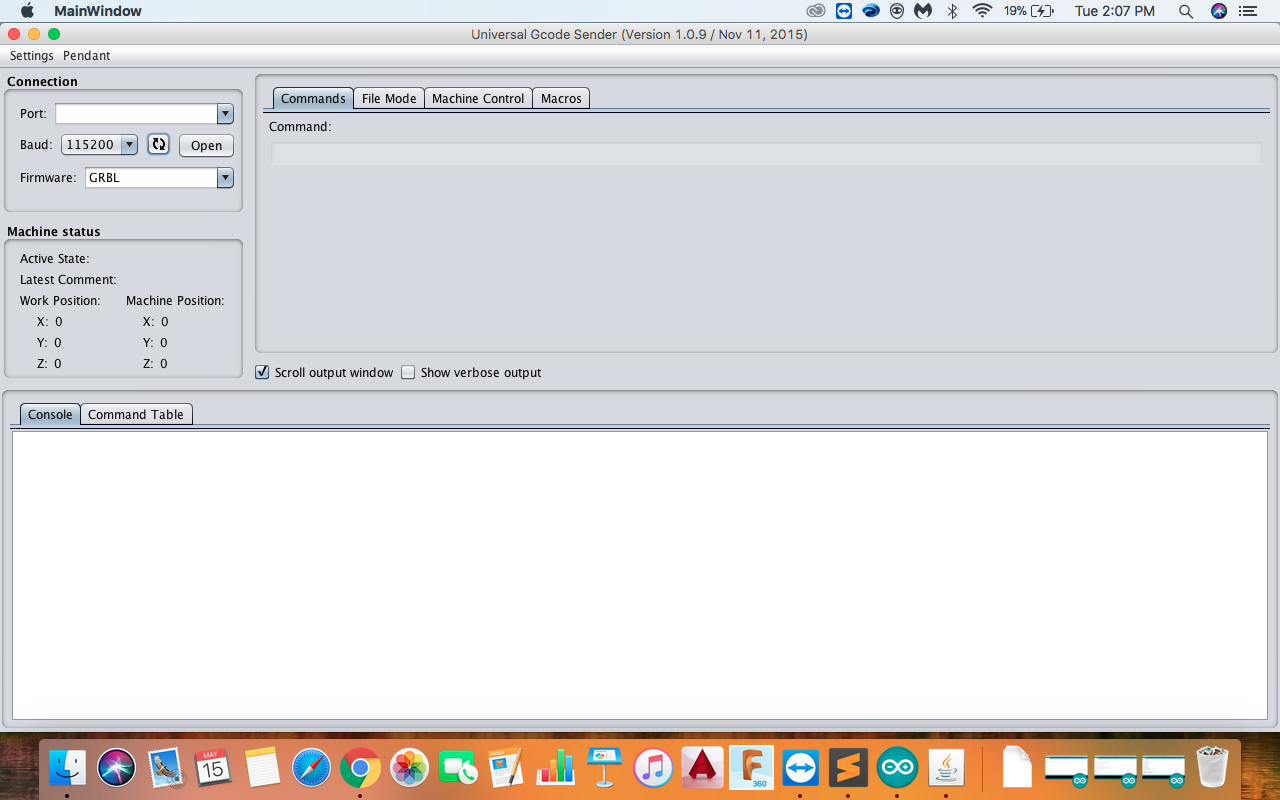 MainWindow 19% Tue 2:07 PM
Universal Gcode Sender (Version 1.0.9 / Nov 11, 2015)
Settings Pendant
Connection
Port:
Baud: 115200 Open
Firmware: GRBL
Machine status
Active State:
Latest Comment:
Work Position: Machine Position:
X: 0 X: 0
Y: 0 Y: 0
Z: 0 Z: 0
Commands File Mode Machine Control Macros
Command:
Scroll output window Show verbose output
Console Command Table
MAY
15
PAGES
360